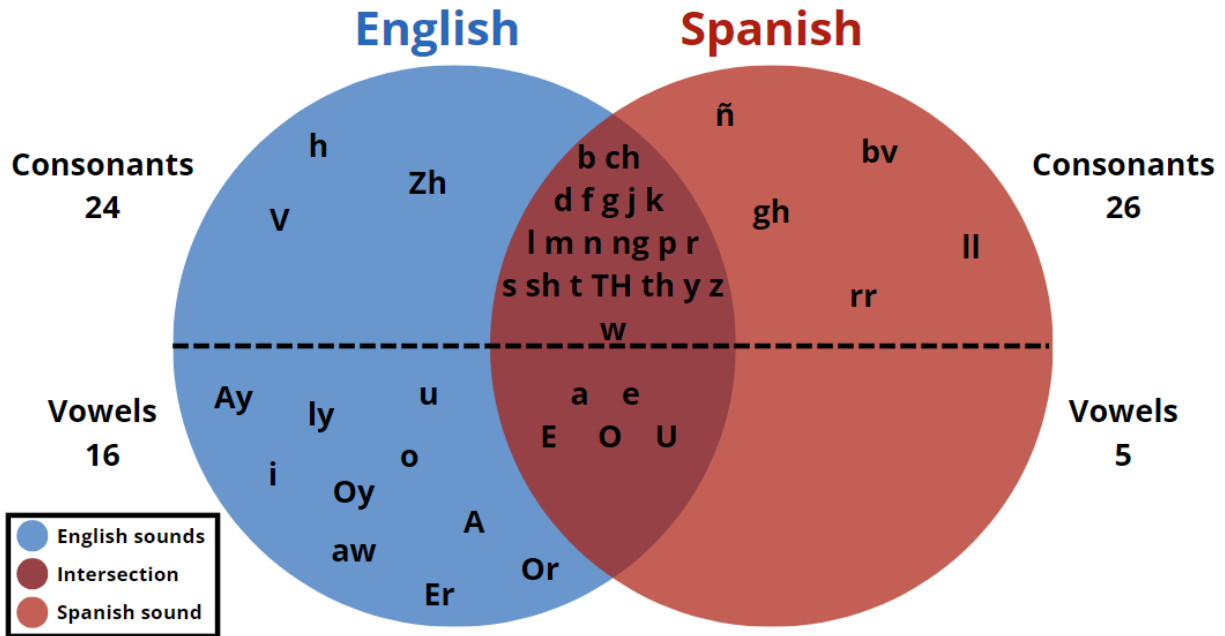 English
Spanish
Consonants
24
h
Zh
V
b ch
d f g j k
l m n ng p r
s sh t TH th y z
w
ñ
bv
gh
ll
rr
Consonants
26
Vowels
16
Ay
ly
u
i
o
Oy
A
aw
Er
Or
a e
E O U
Vowels
5
English sounds
Intersection
Spanish sound